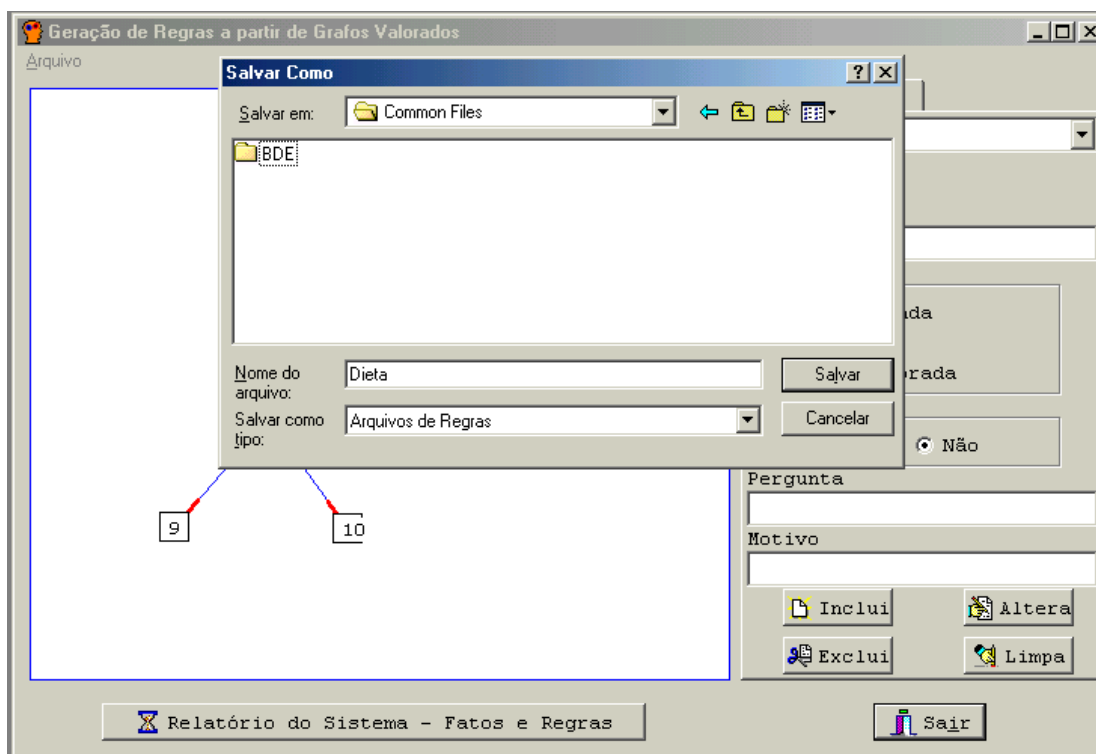 Geração de Regras a partir de Grafos Valorados
Arquivo
Salvar Como
Salvar em: Common Files
BDE
Nome do arquivo: Dieta
Salvar
Salvar como tipo: Arquivos de Regras
Cancelar
Não
Pergunta
9
10
Motivo
Inclui
Altera
Exclui
Limpa
Relatório do Sistema - Fatos e Regras
Sair